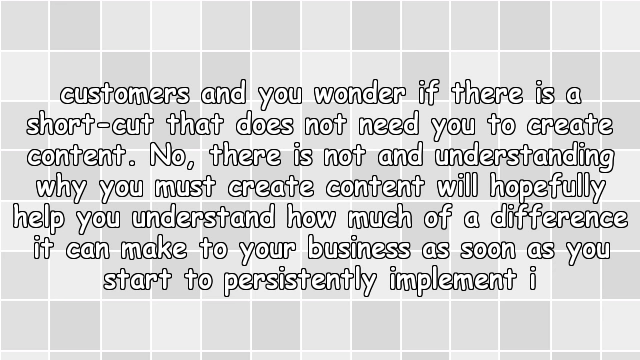 customers and you wonder if there is a
short-cut that does not need you to create
content. No, there is not and understanding
why you must create content will hopefully
help you understand how much of a difference
it can make to your business as soon as you
start to persistently implement i